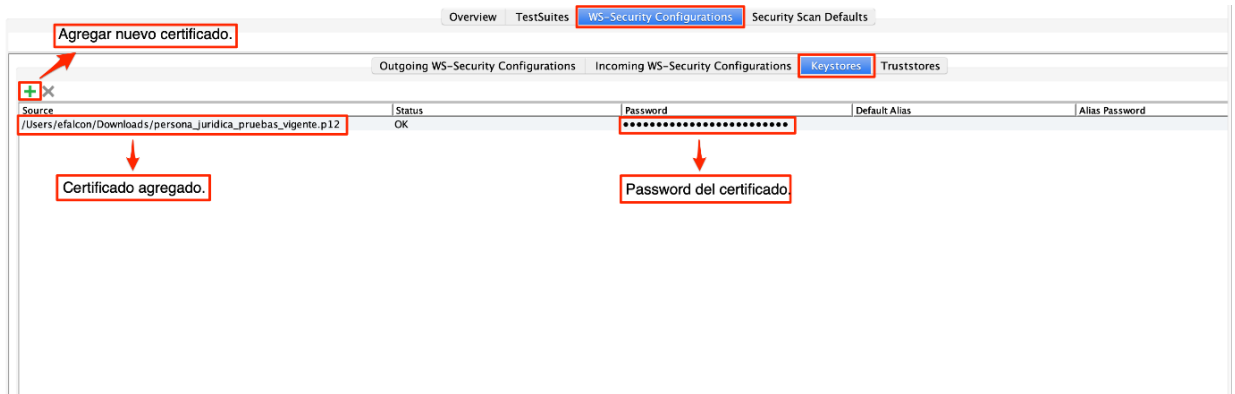 Overview TestSuites WS-Security Configurations Security Scan Defaults
Agregar nuevo certificado.
Outgoing WS-Security Configurations Incoming WS-Security Configurations Keystores Truststores
Source Status Password Default Alias Alias Password
/Users/efalcon/Downloads/persona_juridica_pruebas_vigente.p12 OK ••••••••••••••••••••••••••
Certificado agregado. Password del certificado.